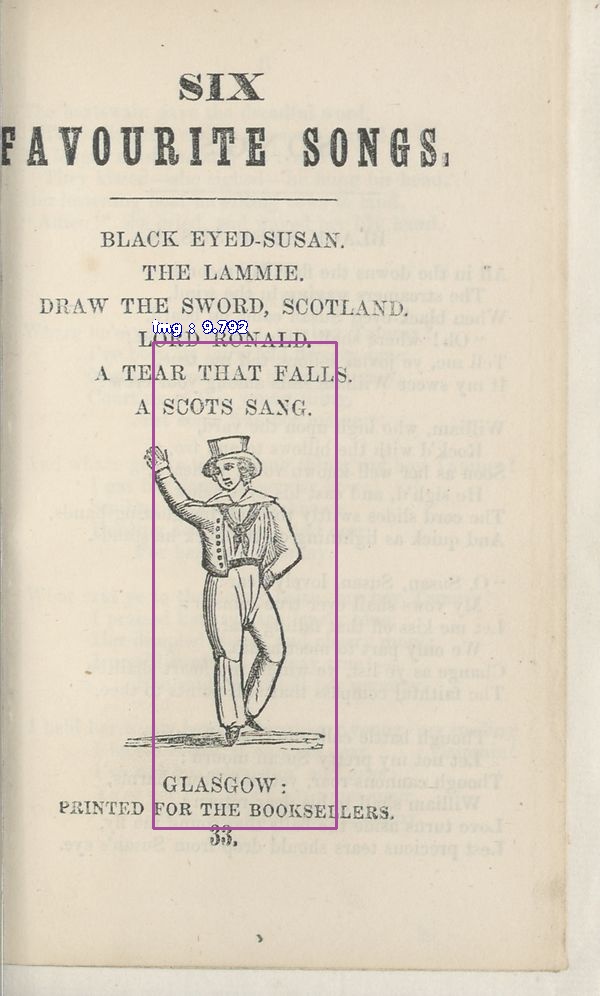 SIX
FAVOURITE SONGS.
BLACK EYED-SUSAN.
THE LAMMIE.
DRAW THE SWORD, SCOTLAND.
img : 9.792
LORD RONALD.
A TEAR THAT FALLS.
A SCOTS SANG.
GLASGOW:
PRINTED FOR THE BOOKSELLERS.
33.